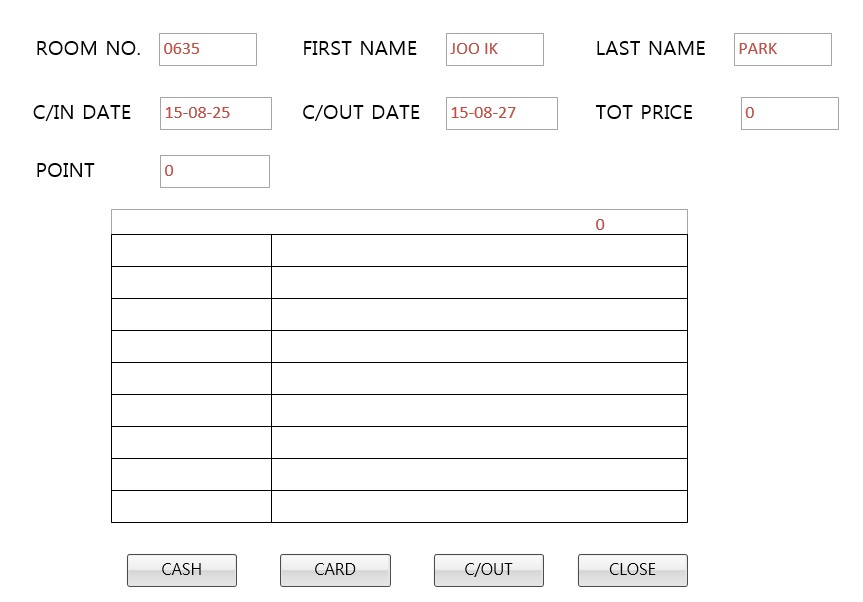 ROOM NO. 0635 FIRST NAME JOO IK LAST NAME PARK
C/IN DATE 15-08-25 C/OUT DATE 15-08-27 TOT PRICE 0
POINT 0
0
CASH CARD C/OUT CLOSE